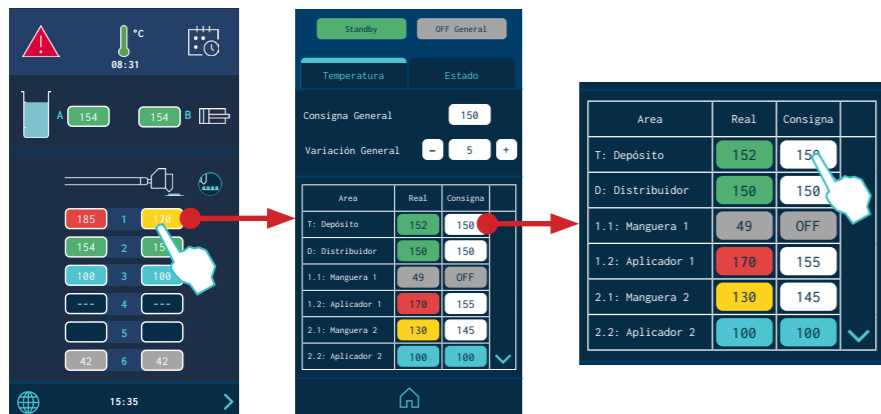 °C
08:31
A 154 154 B
185 1 170
154 2 15
100 3 100
--- 4 ---
5
42 6 42
15:35
Standby OFF General
Temperatura Estado
Consigna General 150
Variación General - 5 +
Area Real Consigna
T: Depósito 152 150
D: Distribuidor 150 150
1.1: Manguera 1 49 OFF
1.2: Aplicador 1 170 155
2.1: Manguera 2 130 145
2.2: Aplicador 2 100 100
Area Real Consigna
T: Depósito 152 150
D: Distribuidor 150 150
1.1: Manguera 1 49 OFF
1.2: Aplicador 1 170 155
2.1: Manguera 2 130 145
2.2: Aplicador 2 100 100